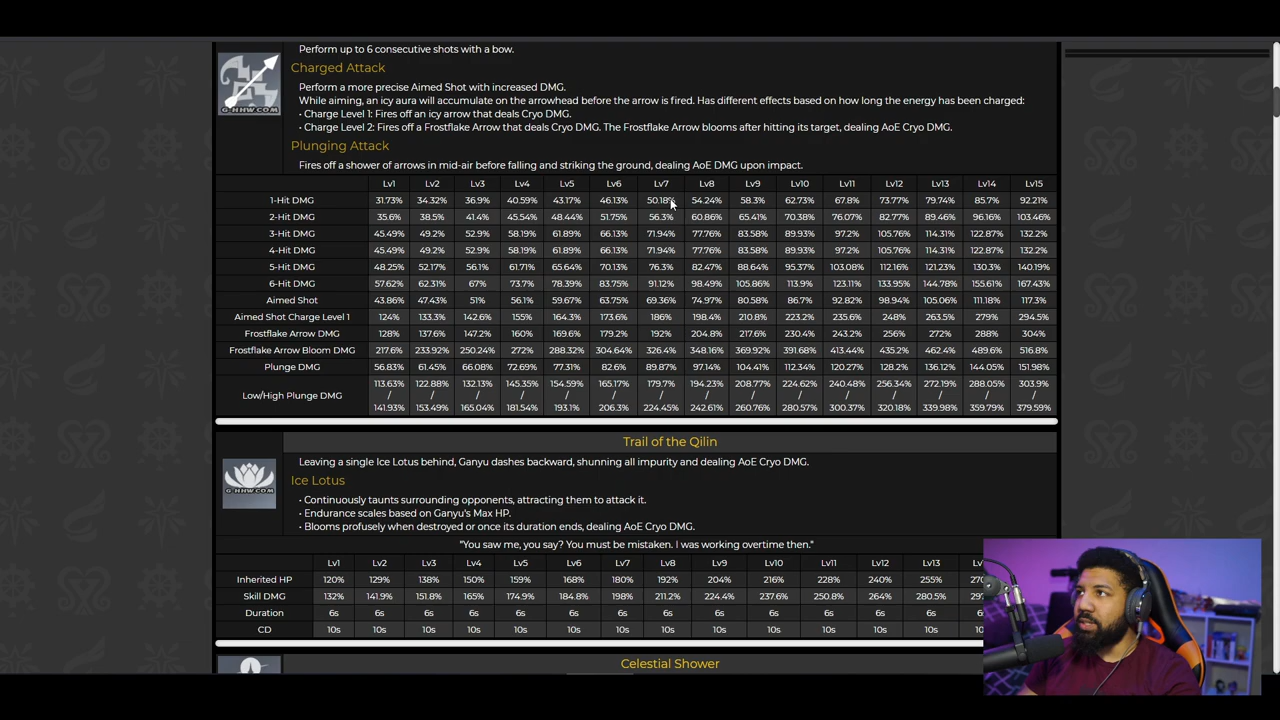 Perform up to 6 consecutive shots with a bow.
Charged Attack
Perform a more precise Aimed Shot with increased DMG.
While aiming, an icy aura will accumulate on the arrowhead before the arrow is fired. Has different effects based on how long the energy has been charged:
• Charge Level 1: Fires off an icy arrow that deals Cryo DMG.
• Charge Level 2: Fires off a Frostflake Arrow that deals Cryo DMG. The Frostflake Arrow blooms after hitting its target, dealing AoE Cryo DMG.
G-HHW.COM
Plunging Attack
Fires off a shower of arrows in mid-air before falling and striking the ground, dealing AoE DMG upon impact.
Lv1 Lv2 Lv3 Lv4 Lv5 Lv6 Lv7 Lv8 Lv9 Lv10 Lv11 Lv12 Lv13 Lv14 Lv15
1-Hit DMG 31.73% 34.32% 36.9% 40.59% 43.17% 46.13% 50.18% 54.24% 58.3% 62.73% 67.8% 73.77% 79.74% 85.7% 92.21%
2-Hit DMG 35.6% 38.5% 41.4% 45.54% 48.44% 51.75% 56.3% 60.86% 65.41% 70.38% 76.07% 82.77% 89.46% 96.16% 103.46%
3-Hit DMG 45.49% 49.2% 52.9% 58.19% 61.89% 66.13% 71.94% 77.76% 83.58% 89.93% 97.2% 105.76% 114.31% 122.87% 132.2%
4-Hit DMG 45.49% 49.2% 52.9% 58.19% 61.89% 66.13% 71.94% 77.76% 83.58% 89.93% 97.2% 105.76% 114.31% 122.87% 132.2%
5-Hit DMG 48.25% 52.17% 56.1% 61.71% 65.64% 70.13% 76.3% 82.47% 88.64% 95.37% 103.08% 112.16% 121.23% 130.3% 140.19%
6-Hit DMG 57.62% 62.31% 67% 73.7% 78.39% 83.75% 91.12% 98.49% 105.86% 113.9% 123.11% 133.95% 144.78% 155.61% 167.43%
Aimed Shot 43.86% 47.43% 51% 56.1% 59.67% 63.75% 69.36% 74.97% 80.58% 86.7% 92.82% 98.94% 105.06% 111.18% 117.3%
Aimed Shot Charge Level 1 124% 133.3% 142.6% 155% 164.3% 173.6% 186% 198.4% 210.8% 223.2% 235.6% 248% 263.5% 279% 294.5%
Frostflake Arrow DMG 128% 137.6% 147.2% 160% 169.6% 179.2% 192% 204.8% 217.6% 230.4% 243.2% 256% 272% 288% 304%
Frostflake Arrow Bloom DMG 217.6% 233.92% 250.24% 272% 288.32% 304.64% 326.4% 348.16% 369.92% 391.68% 413.44% 435.2% 462.4% 489.6% 516.8%
Plunge DMG 56.83% 61.45% 66.08% 72.69% 77.31% 82.6% 89.87% 97.14% 104.41% 112.34% 120.27% 128.2% 136.12% 144.05% 151.98%
113.63% 122.88% 132.13% 145.35% 154.59% 165.17% 179.7% 194.23% 208.77% 224.62% 240.48% 256.34% 272.19% 288.05% 303.9%
Low/High Plunge DMG / / / / / / / / / / / / / / /
141.93% 153.49% 165.04% 181.54% 193.1% 206.3% 224.45% 242.61% 260.76% 280.57% 300.37% 320.18% 339.98% 359.79% 379.59%
Trail of the Qilin
Leaving a single Ice Lotus behind, Ganyu dashes backward, shunning all impurity and dealing AoE Cryo DMG.
Ice Lotus
G-HHW.COM
• Continuously taunts surrounding opponents, attracting them to attack it.
• Endurance scales based on Ganyu's Max HP.
• Blooms profusely when destroyed or once its duration ends, dealing AoE Cryo DMG.
"You saw me, you say? You must be mistaken. I was working overtime then."
Lv1 Lv2 Lv3 Lv4 Lv5 Lv6 Lv7 Lv8 Lv9 Lv10 Lv11 Lv12 Lv13
Inherited HP 120% 129% 138% 150% 159% 168% 180% 192% 204% 216% 228% 240% 255%
Skill DMG 132% 141.9% 151.8% 165% 174.9% 184.8% 198% 211.2% 224.4% 237.6% 250.8% 264% 280.5%
Duration 6s 6s 6s 6s 6s 6s 6s 6s 6s 6s 6s 6s 6s
CD 10s 10s 10s 10s 10s 10s 10s 10s 10s 10s 10s 10s 10s
Celestial Shower